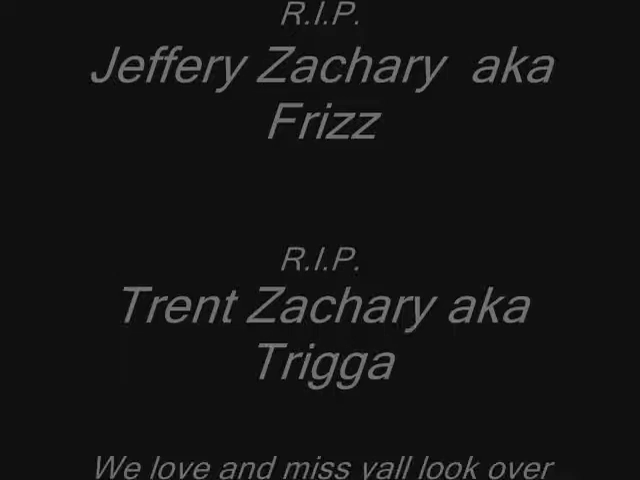 R.I.P.
Jeffery Zachary aka
Frizz
R.I.P.
Trent Zachary aka
Trigga
We love and miss yall look over